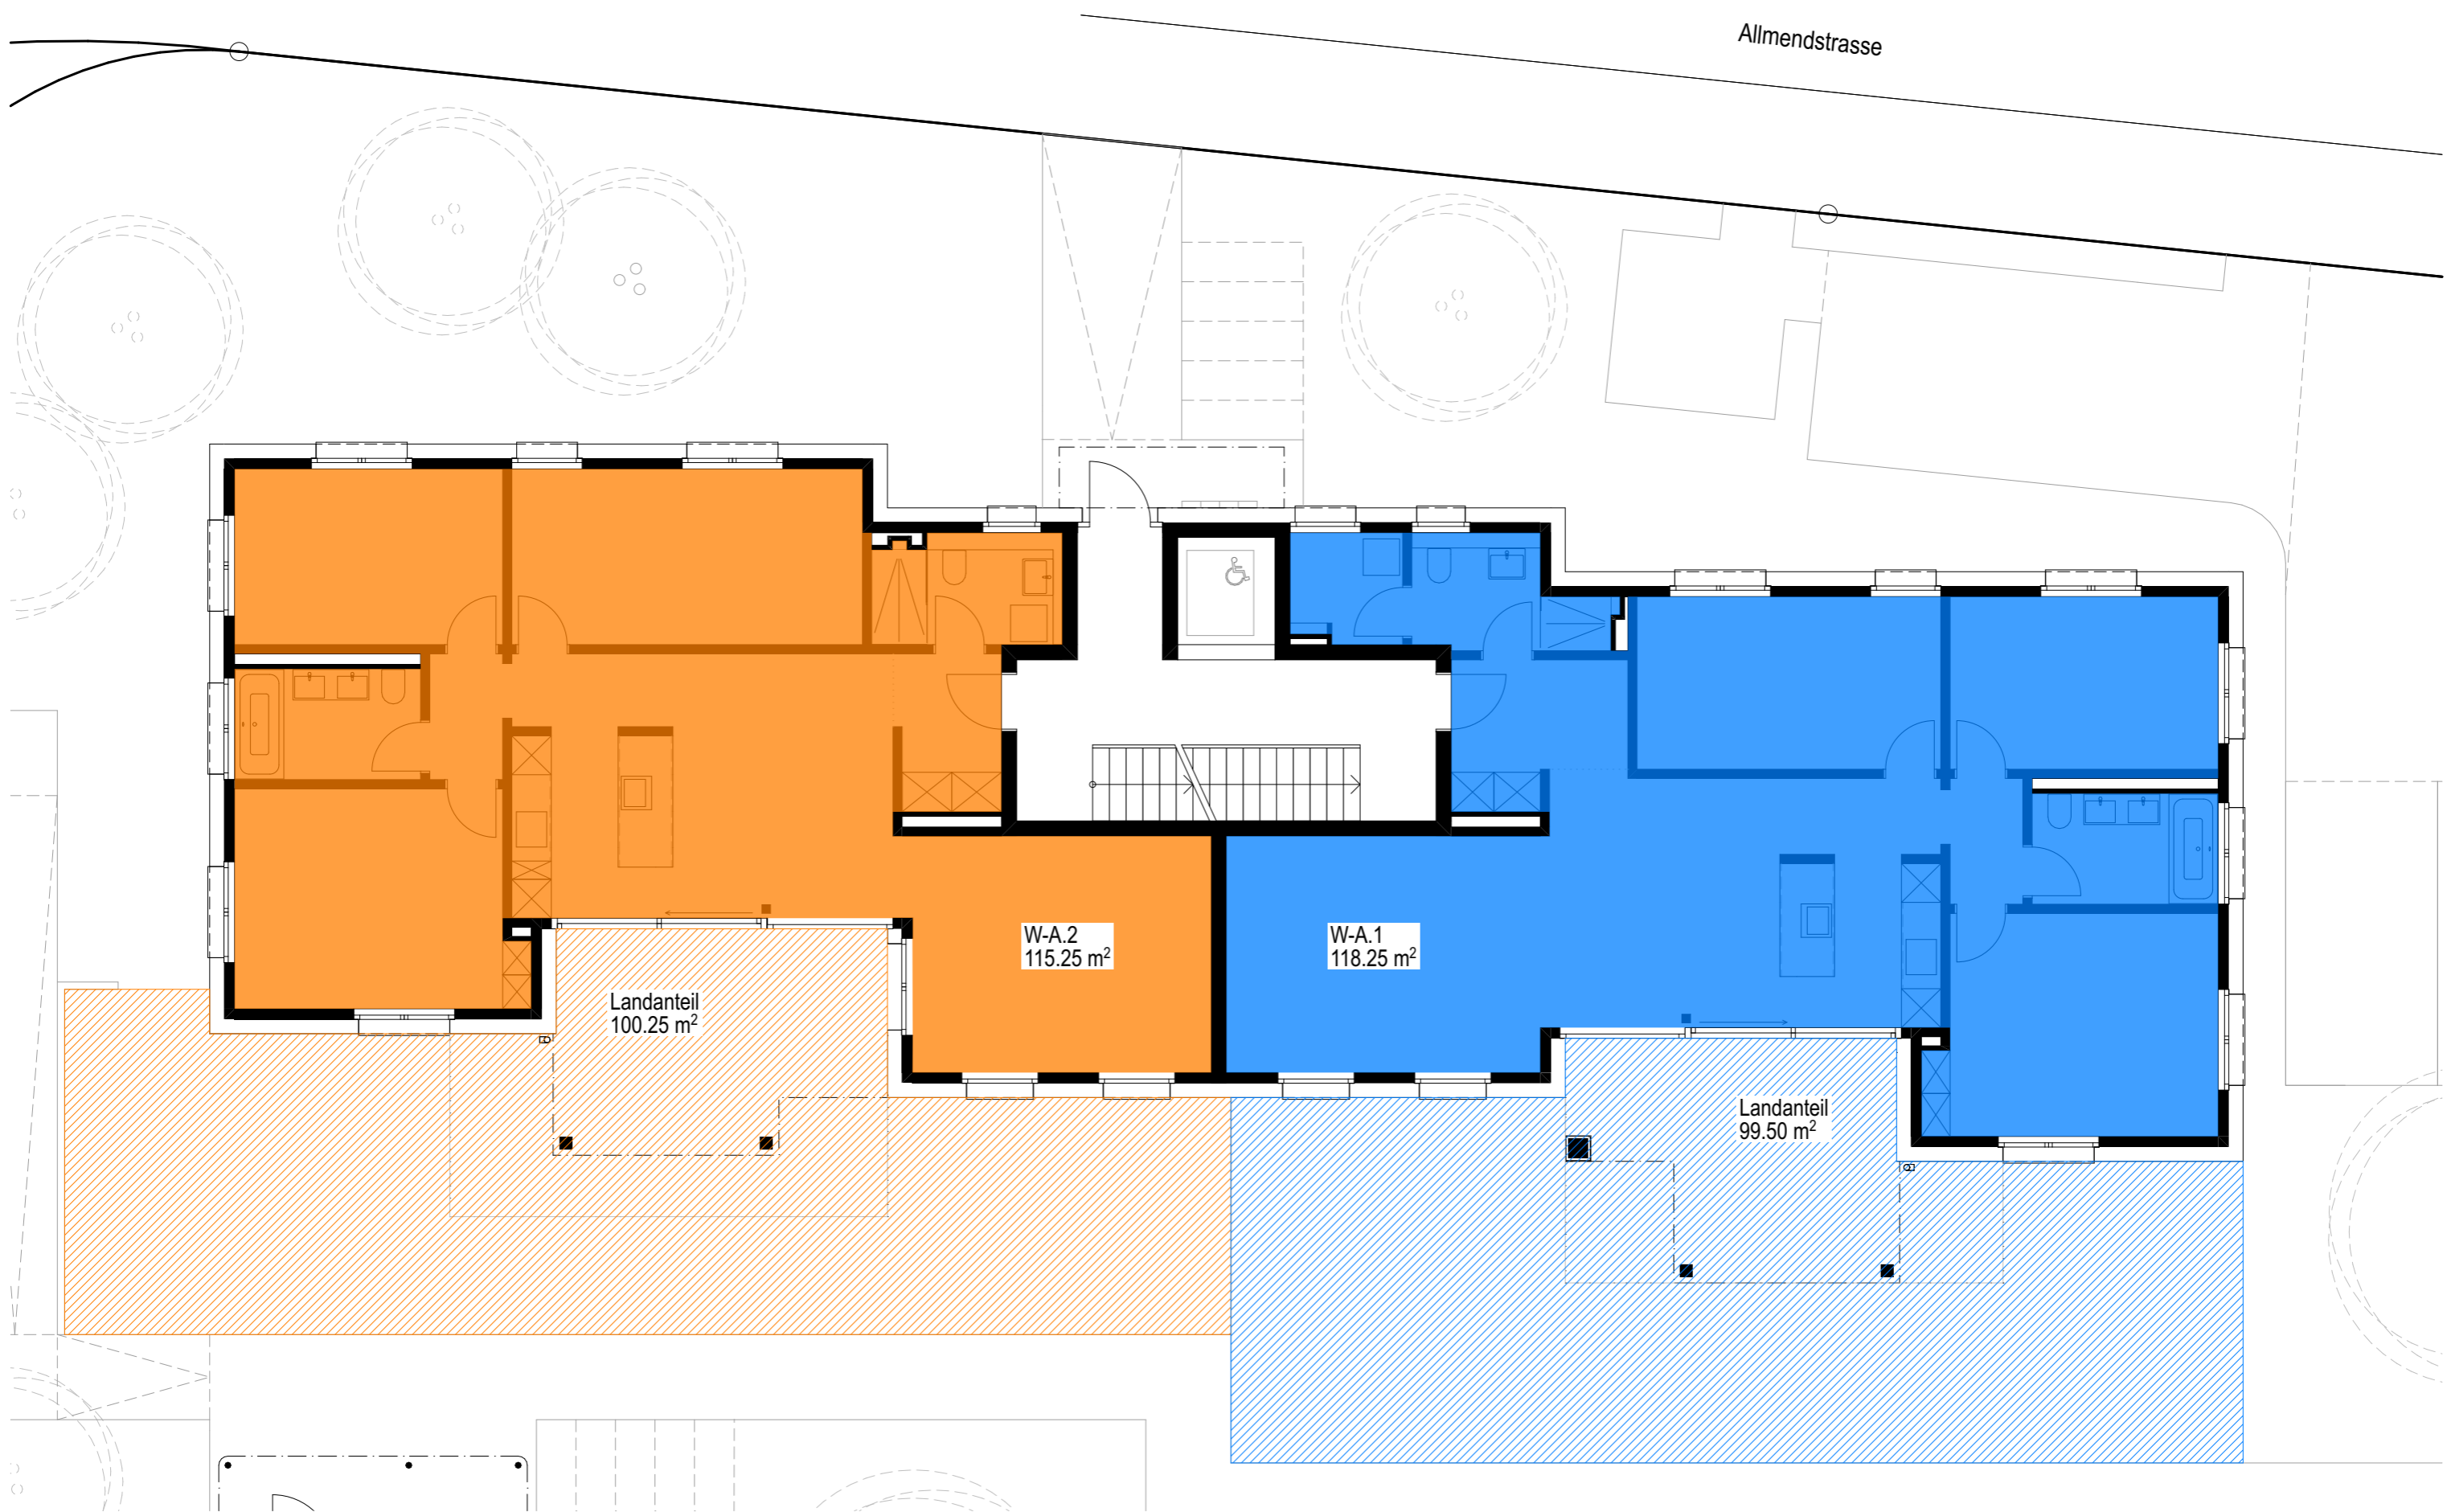 Allmendstrasse
W-A.2
115.25 m²
W-A.1
118.25 m²
Landanteil
100.25 m²
Landanteil
99.50 m²